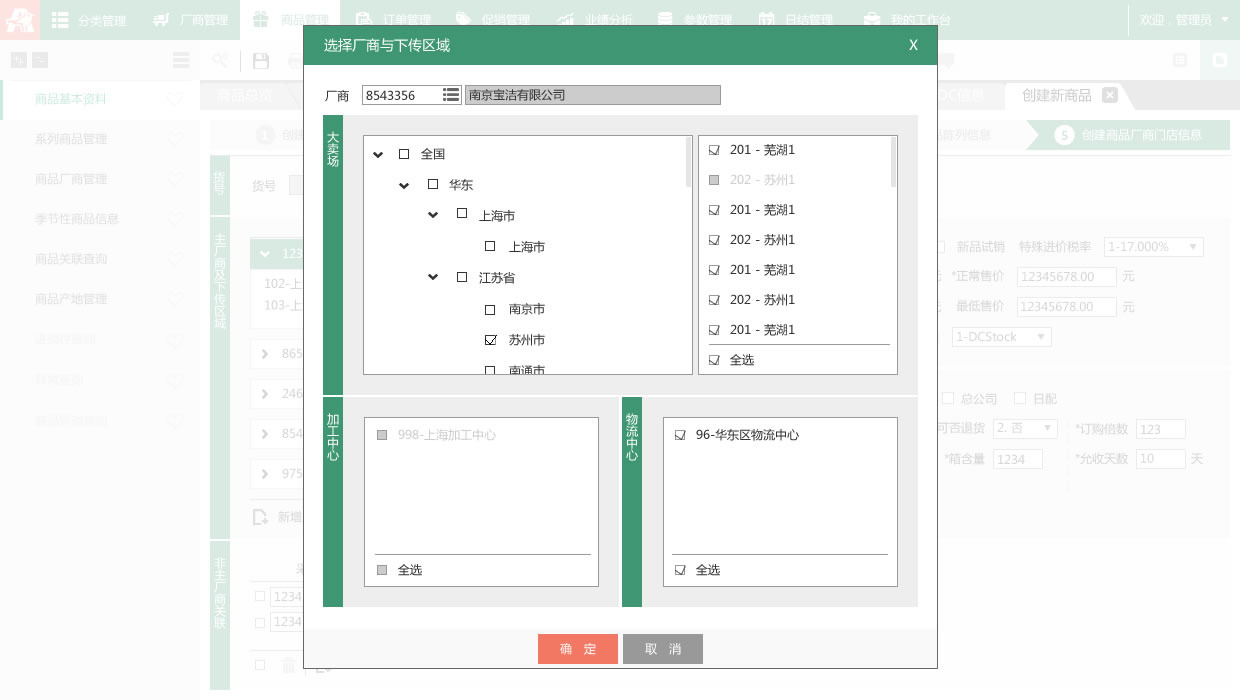 分类管理 厂商管理 商品管理 订单管理 促销管理 业绩分析 参数管理 日结管理 我的工作台 欢迎，管理员
选择厂商与下传区域 X
商品基本资料
系列商品管理
商品厂商管理
季节性商品信息
商品关联查询
商品产地管理
商品总览
DC信息 创建新商品
1 创建
品陈列信息 5 创建商品厂商门店信息
厂商 8543356 南京宝洁有限公司
货号
货号
大卖场
全国
华东
上海市
上海市
江苏省
南京市
苏州市
南通市
201 - 芜湖1
202 - 苏州1
201 - 芜湖1
202 - 苏州1
201 - 芜湖1
202 - 苏州1
201 - 芜湖1
全选
主厂商及下传区域
123
102-上
103-上
865
246
854
975
新增
新品试销 特殊进价税率 1-17.000%
元 *正常售价 12345678.00 元
元 最低售价 12345678.00 元
1-DCStock
总公司 日配
可否退货 2. 否 *订购倍数 123
*箱含量 1234 *允收天数 10 天
加工中心
998-上海加工中心
全选
物流中心
96-华东区物流中心
全选
非主厂商关联
1234
1234
确 定 取 消